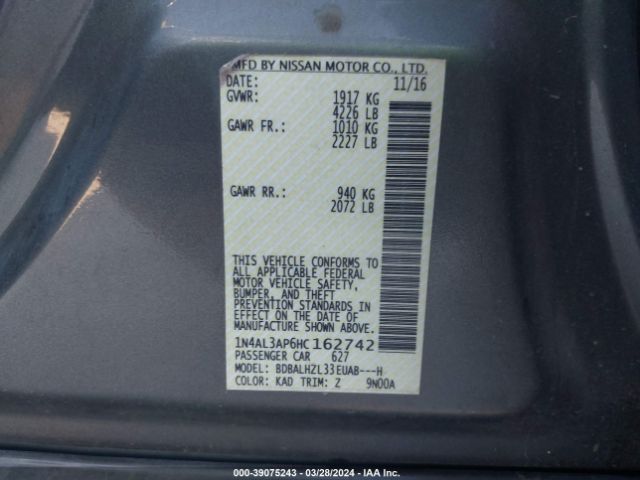 MFD BY NISSAN MOTOR CO., LTD.
DATE: 11/16
GVWR: 1917 KG
4226 LB
GAWR FR.: 1010 KG
2227 LB
GAWR RR.: 940 KG
2072 LB
THIS VEHICLE CONFORMS TO
ALL APPLICABLE FEDERAL
MOTOR VEHICLE SAFETY,
BUMPER, AND THEFT
PREVENTION STANDARDS IN
EFFECT ON THE DATE OF
MANUFACTURE SHOWN ABOVE.
1N4AL3AP6HC162742
PASSENGER CAR 627
MODEL: BDBALHZL33EUAB---H
COLOR: KAD TRIM: Z 9N00A
000-39075243 / 03/28/2024 - IAA Inc.